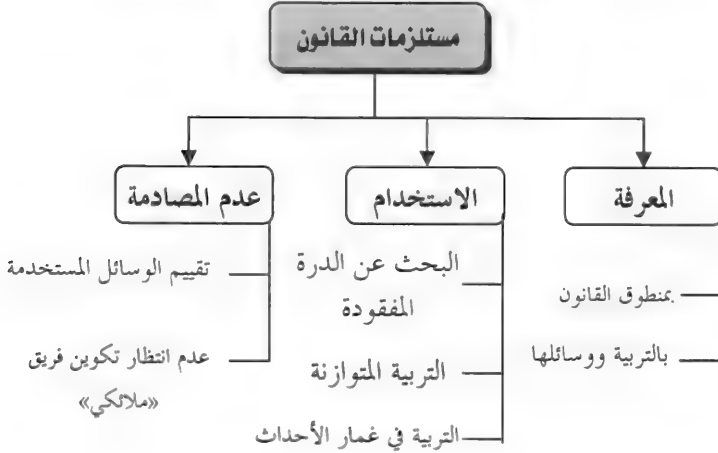 مستلزمات القانون
المعرفة
بمنطوق القانون
بالتربية ووسائلها
الاستخدام
البحث عن الدرة
المفقودة
التربية المتوازنة
التربية في غمار الأحداث
عدم المصادمة
تقييم الوسائل المستخدمة
عدم انتظار تكوين فريق
«ملائكي»